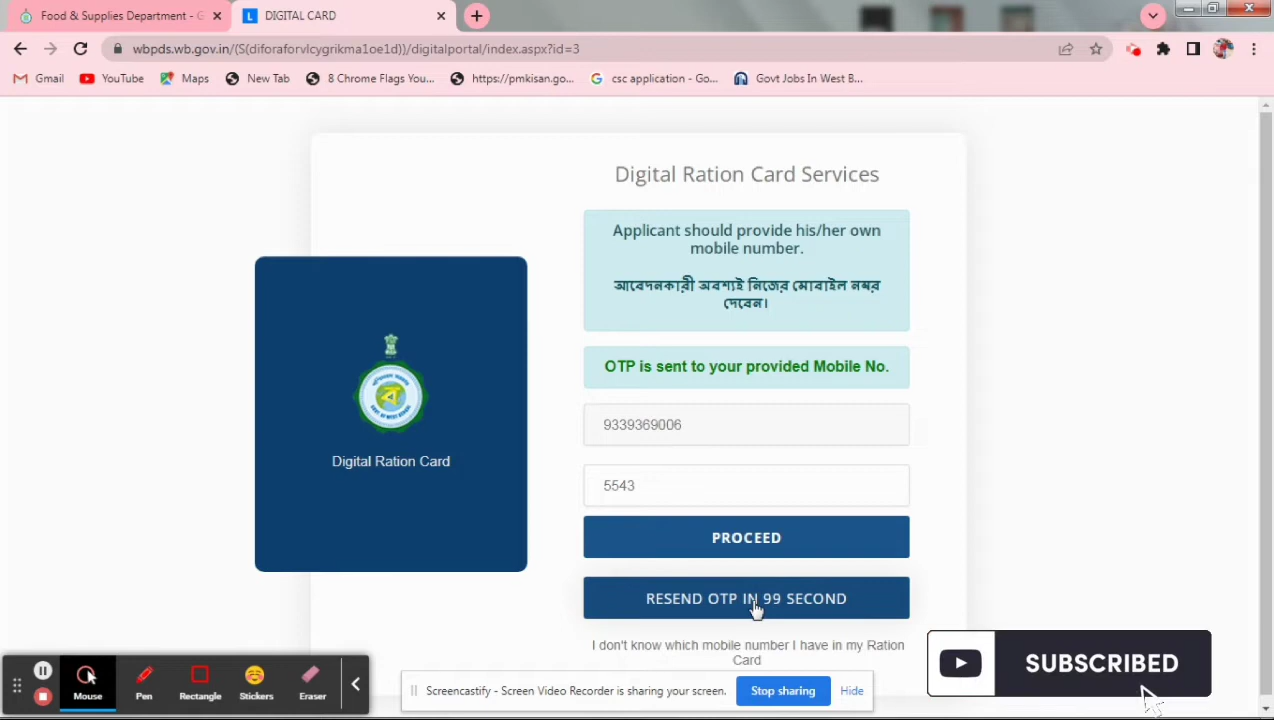 Food & Supplies Department - G
DIGITAL CARD
wbpds.wb.gov.in/(S(diforaforvlcygrikma1oe1d))/digitalportal/index.aspx?id=3
Gmail
YouTube
Maps
New Tab
8 Chrome Flags You...
https://pmkisan.go...
csc application - Go...
Govt Jobs In West B...
Digital Ration Card Services
Applicant should provide his/her own
mobile number.
আবেদনকারী অবশ্যই নিজের মোবাইল নম্বর
দেবেন।
OTP is sent to your provided Mobile No.
9339369006
5543
PROCEED
RESEND OTP IN 99 SECOND
I don't know which mobile number I have in my Ration
Card
Digital Ration Card
Mouse
Pen
Rectangle
Stickers
Eraser
Screencastify - Screen Video Recorder is sharing your screen.
Stop sharing
Hide
SUBSCRIBED